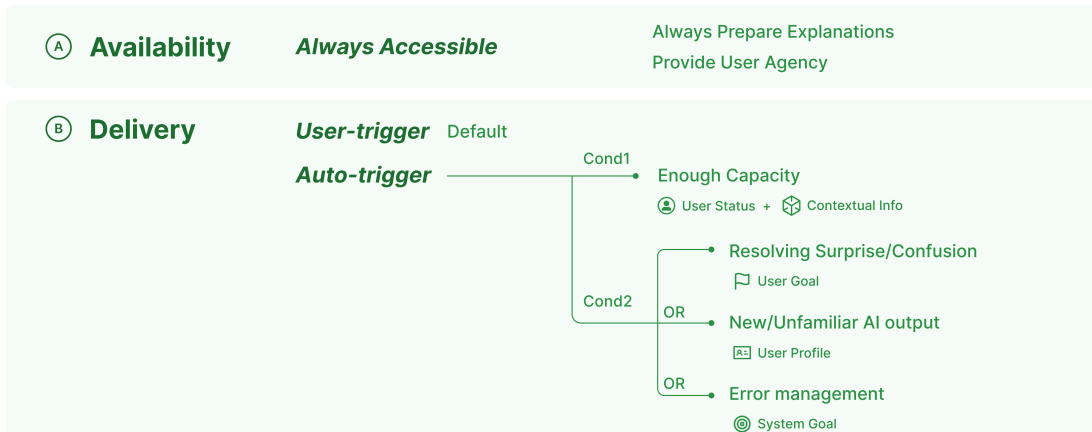 A Availability Always Accessible Always Prepare Explanations
Provide User Agency
B Delivery User-trigger Default
Auto-trigger Cond1 Enough Capacity
User Status + Contextual Info
Resolving Surprise/Confusion
User Goal
Cond2 OR New/Unfamiliar AI output
User Profile
OR Error management
System Goal